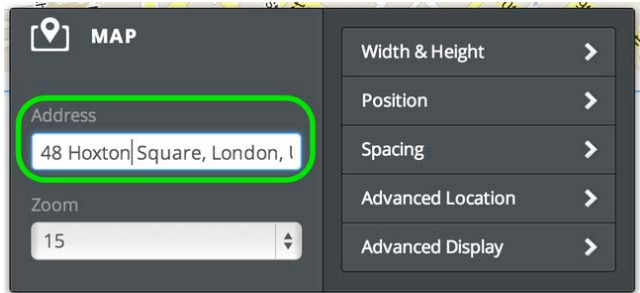 MAP
Address
48 Hoxton Square, London,
Zoom
15
Width & Height
Position
Spacing
Advanced Location
Advanced Display